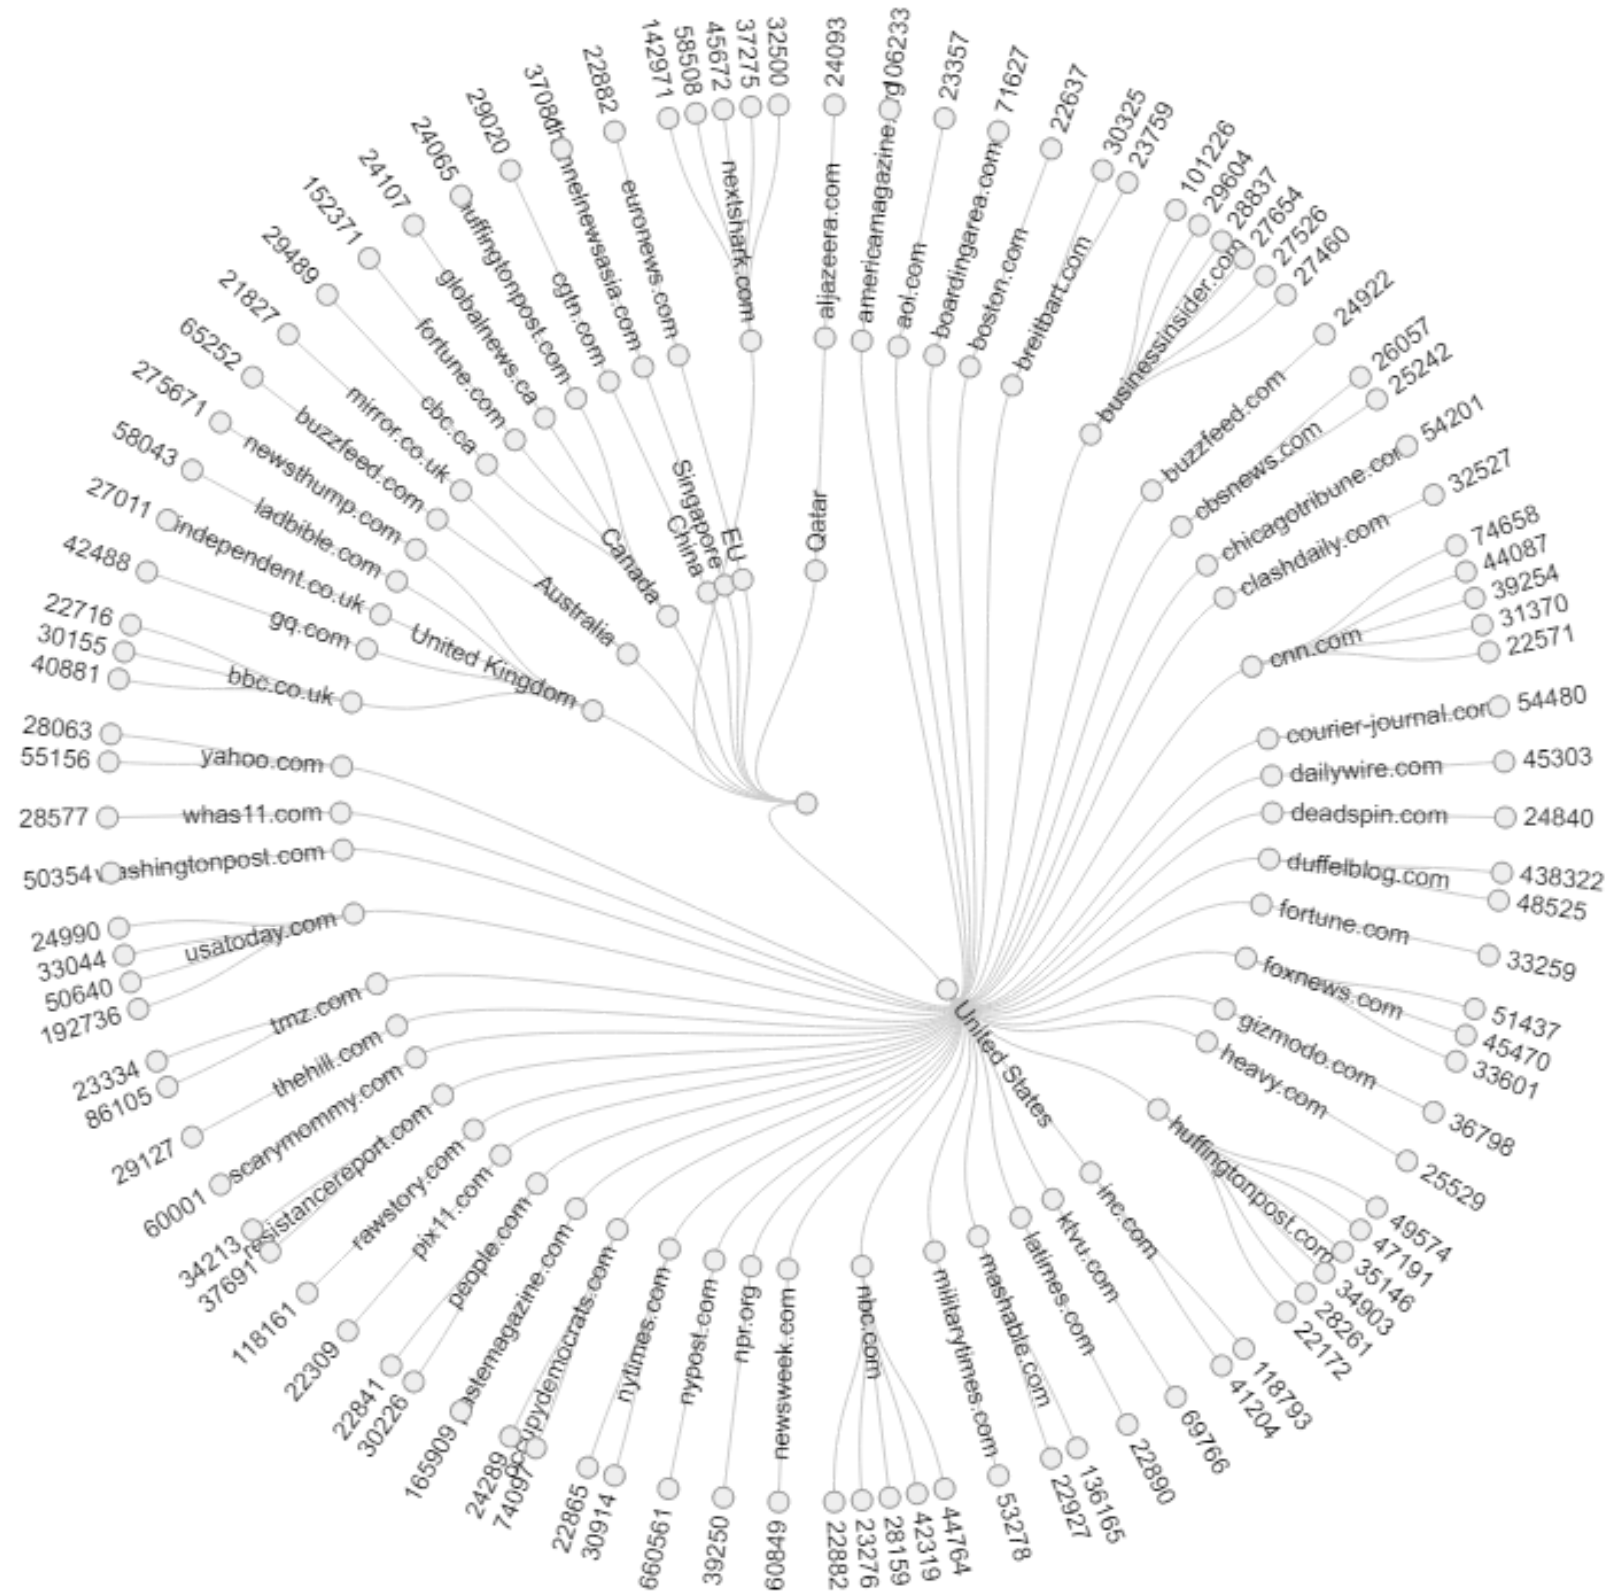 Qatar
aljazeera.com
24093
United States
americamagazine.org
106233
aol.com
23357
boardingarea.com
71627
boston.com
22637
breitbart.com
30325
23759
businessinsider.com
101226
29604
28837
27654
27526
27460
buzzfeed.com
24922
cbsnews.com
26057
25242
chicagotribune.com
54201
clashdaily.com
32527
cnn.com
74658
44087
39254
31370
22571
courier-journal.com
54480
dailywire.com
45303
deadspin.com
24840
duffelblog.com
438322
48525
fortune.com
33259
foxnews.com
51437
45470
33601
gizmodo.com
36798
heavy.com
25529
huffingtonpost.com
49574
47191
35146
34903
28261
22172
inc.com
118793
41204
ktvu.com
69766
latimes.com
22890
mashable.com
136165
22927
militarytimes.com
53278
nbc.com
44764
42319
28159
23276
22882
newsweek.com
60849
npr.org
39250
nypost.com
660561
nytimes.com
30914
22865
occupydemocrats.com
74097
24289
pastemagazine.com
165909
people.com
30226
22841
pix11.com
22309
rawstory.com
118161
resistancereport.com
37691
34213
scarymommy.com
60001
thehill.com
29127
tmz.com
86105
23334
usatoday.com
192736
50640
33044
24990
washingtonpost.com
50354
whas11.com
28577
yahoo.com
55156
28063
United Kingdom
bbc.co.uk
40881
30155
22716
gq.com
42488
independent.co.uk
27011
ladbible.com
58043
newsthump.com
275671
Australia
buzzfeed.com
65252
mirror.co.uk
21827
Canada
cbc.ca
29489
fortune.com
152371
globalnews.ca
24107
huffingtonpost.com
24065
China
cgtn.com
29020
Singapore
channelnewsasia.com
EU
euronews.com
22882
nextshark.com
142971
58508
45672
37275
32500